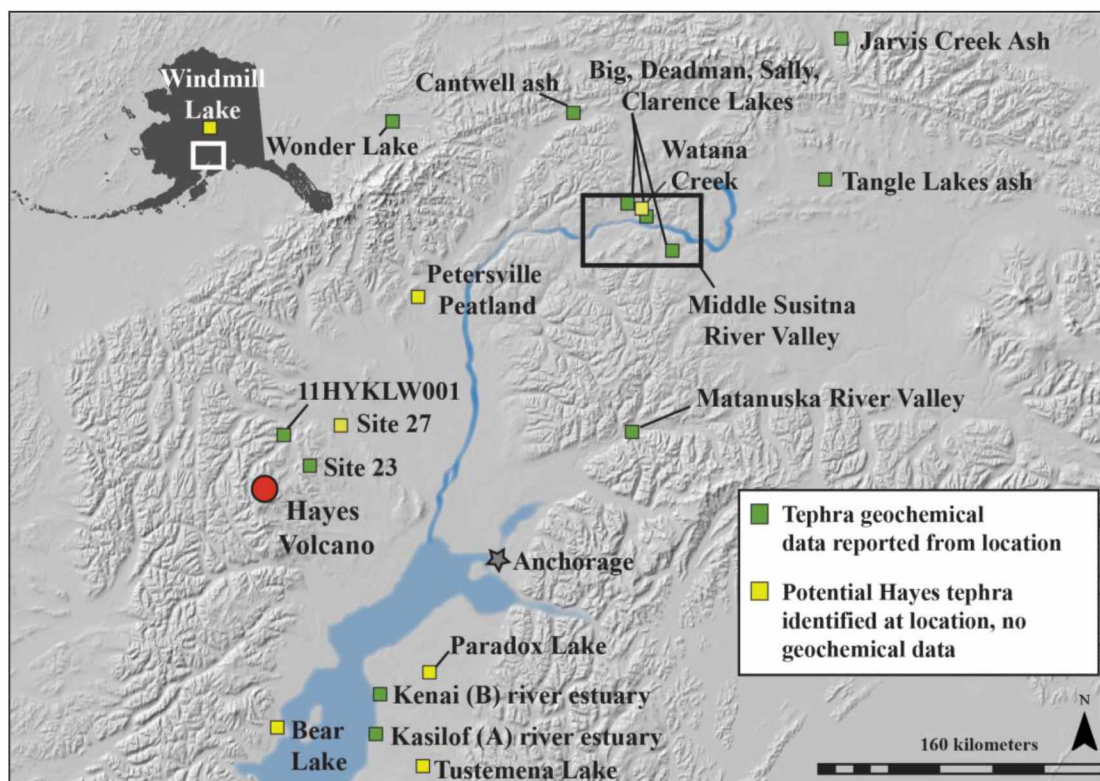 Windmill
Lake
Jarvis Creek Ash
Cantwell ash
Big, Deadman, Sally,
Clarence Lakes
Wonder Lake
Watana
Creek
Tangle Lakes ash
Petersville
Peatland
Middle Susitna
River Valley
11HYKLW001
Site 27
Matanuska River Valley
Site 23
Hayes
Volcano
Tephra geochemical
data reported from location
Anchorage
Potential Hayes tephra
identified at location, no
geochemical data
Paradox Lake
Kenai (B) river estuary
Bear
Lake
Kasilof (A) river estuary
Tustemena Lake
N
160 kilometers